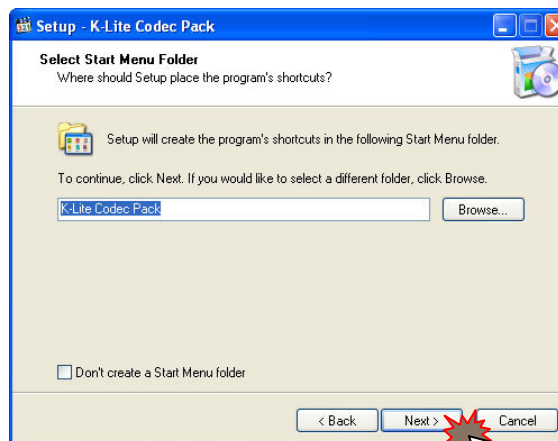 Setup - K-Lite Codec Pack
Select Start Menu Folder
Where should Setup place the program's shortcuts?
Setup will create the program's shortcuts in the following Start Menu folder.
To continue, click Next. If you would like to select a different folder, click Browse.
K-Lite Codec Pack
Browse...
Don't create a Start Menu folder
< Back
Next >
Cancel